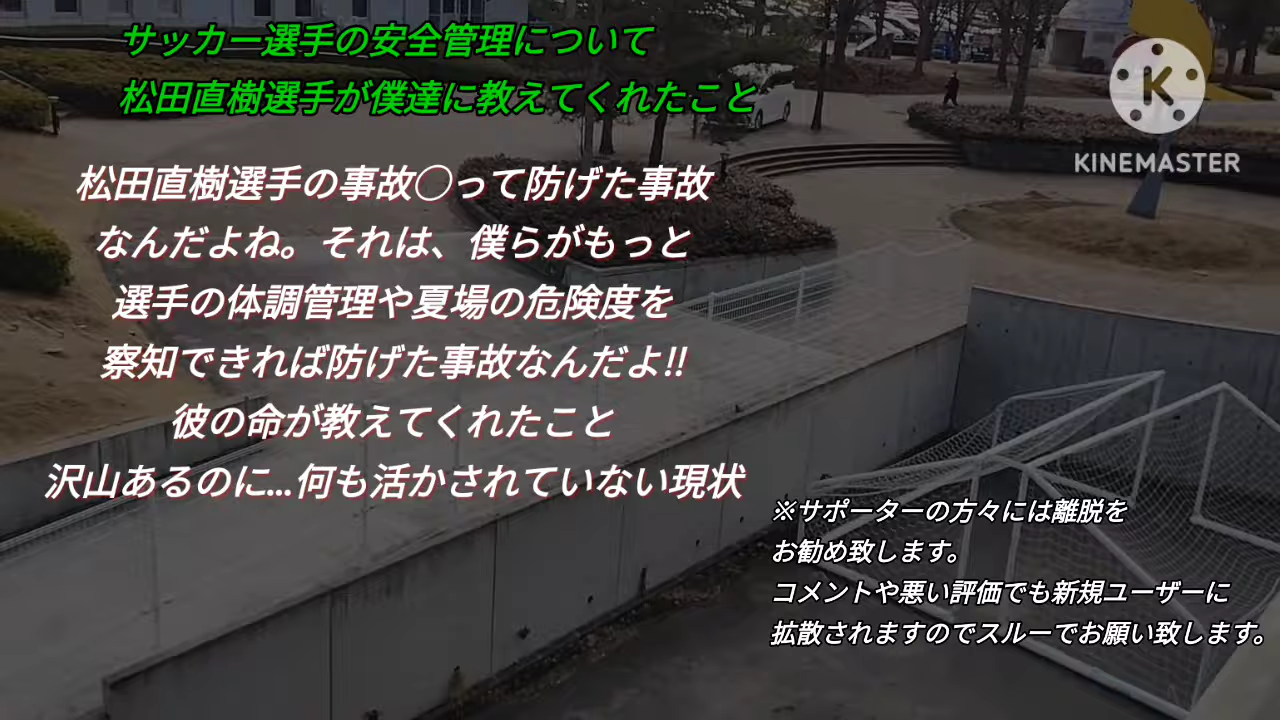 サッカー選手の安全管理について
松田直樹選手が僕達に教えてくれたこと
KINEMASTER
松田直樹選手の事故◯って防げた事故
なんだよね。それは、僕らがもっと
選手の体調管理や夏場の危険度を
察知できれば防げた事故なんだよ!!
彼の命が教えてくれたこと
沢山あるのに...何も活かされていない現状
※サポーターの方々には離脱を
お勧め致します。
コメントや悪い評価でも新規ユーザーに
拡散されますのでスルーでお願い致します。